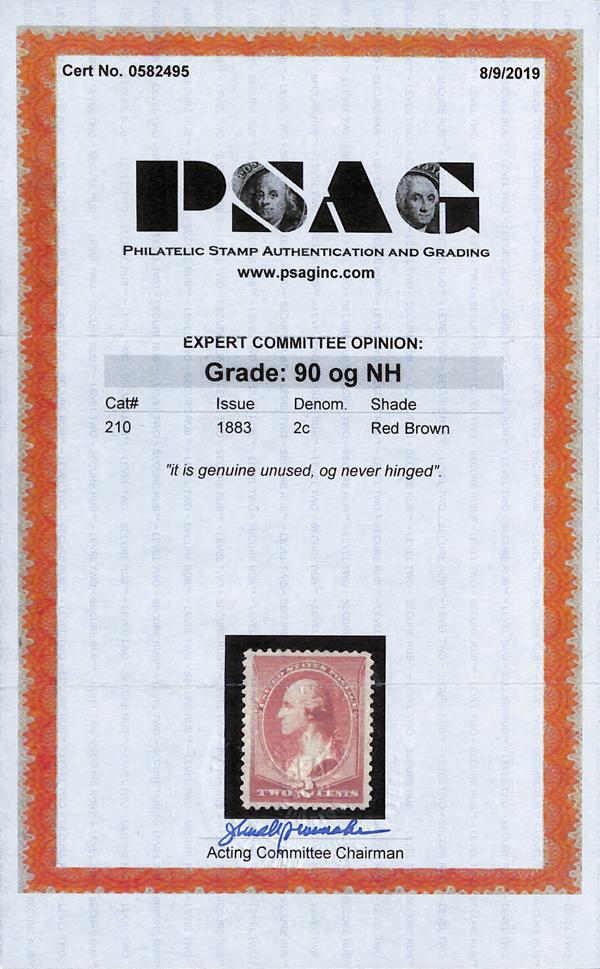 Cert No. 0582495
8/9/2019
PSAG
PHILATELIC STAMP AUTHENTICATION AND GRADING
www.psaginc.com
EXPERT COMMITTEE OPINION:
Grade: 90 og NH
Cat# Issue Denom. Shade
210 1883 2c Red Brown
"it is genuine unused, og never hinged".
UNITED STATES POSTAGE
2
TWO CENTS
Acting Committee Chairman